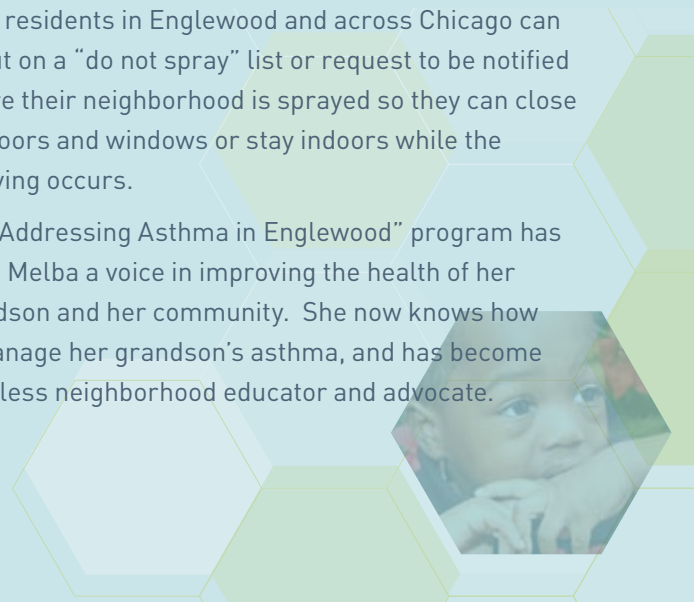 residents in Englewood and across Chicago can
on a “do not spray” list or request to be notified
their neighborhood is sprayed so they can close
and windows or stay indoors while the
occurs.
Addressing Asthma in Englewood” program has
Melba a voice in improving the health of her
and her community. She now knows how
her grandson’s asthma, and has become
neighborhood educator and advocate.